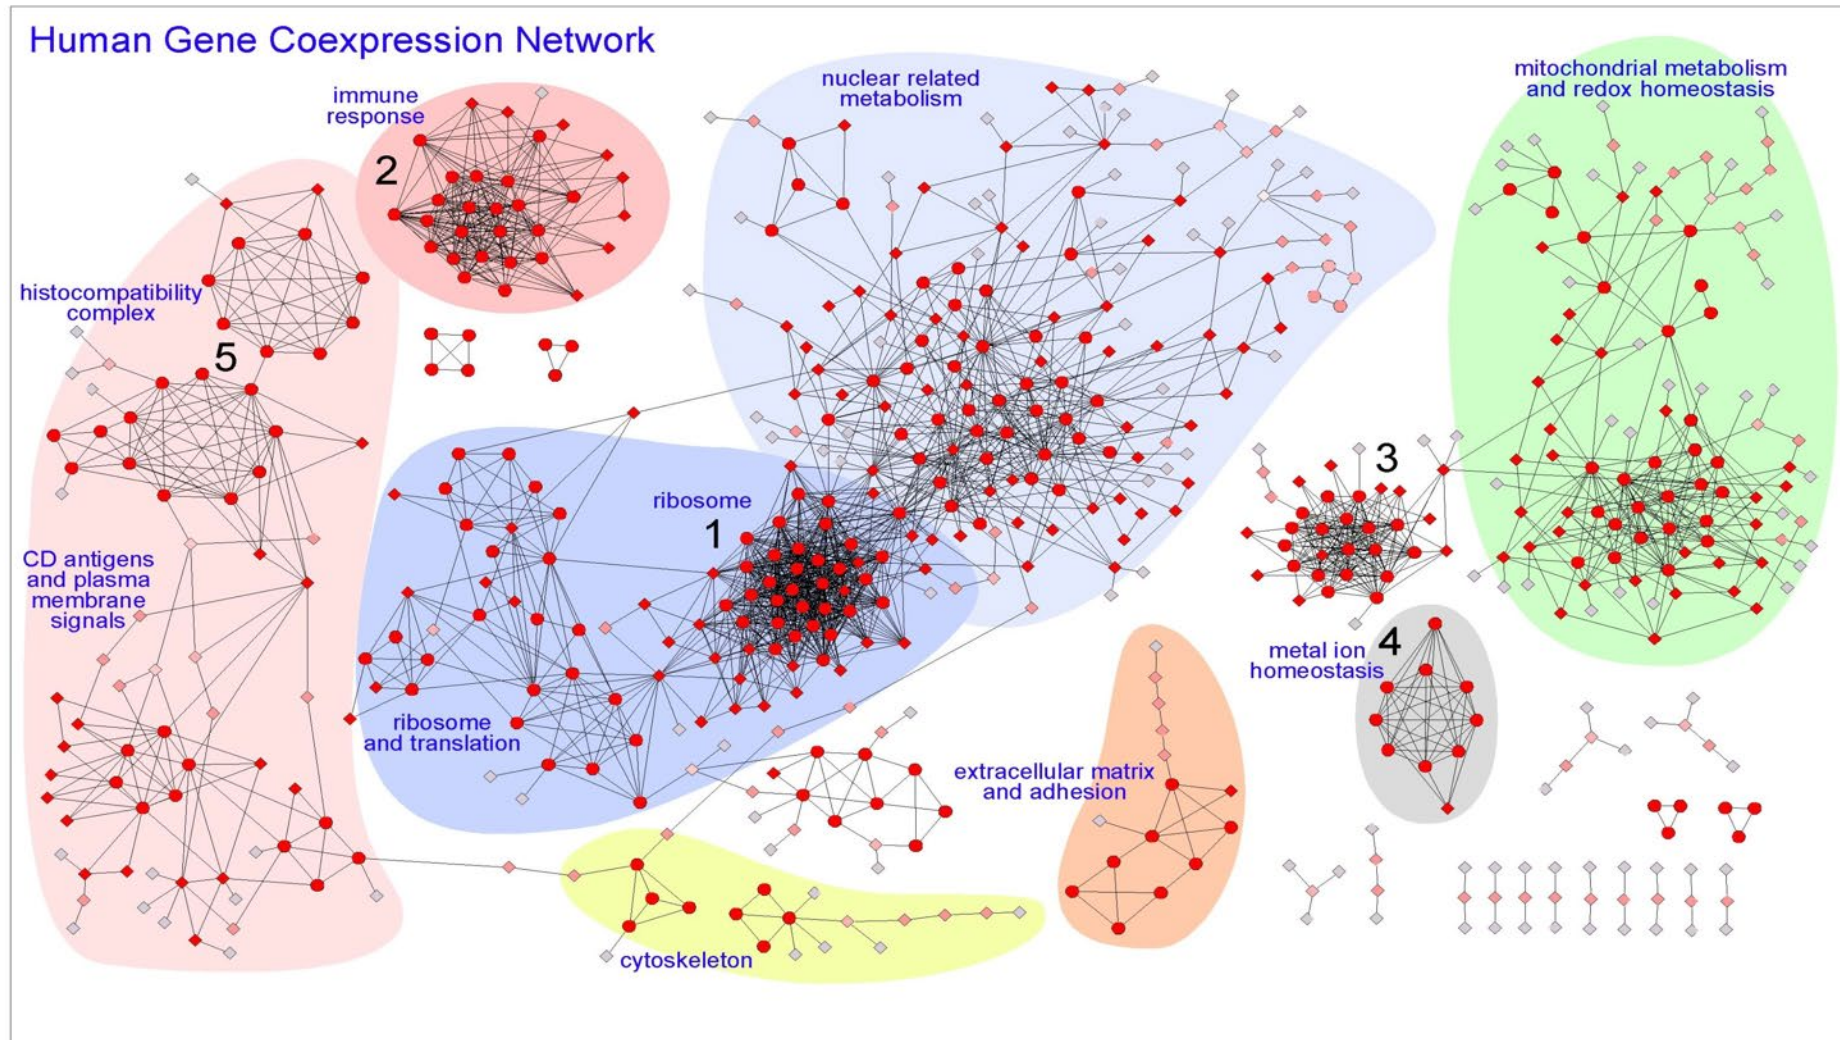 Human Gene Coexpression Network
immune
response
2
nuclear related
metabolism
mitochondrial metabolism
and redox homeostasis
histocompatibility
complex
5
ribosome
1
3
CD antigens
and plasma
membrane
signals
metal ion
homeostasis
4
ribosome
and translation
extracellular matrix
and adhesion
cytoskeleton